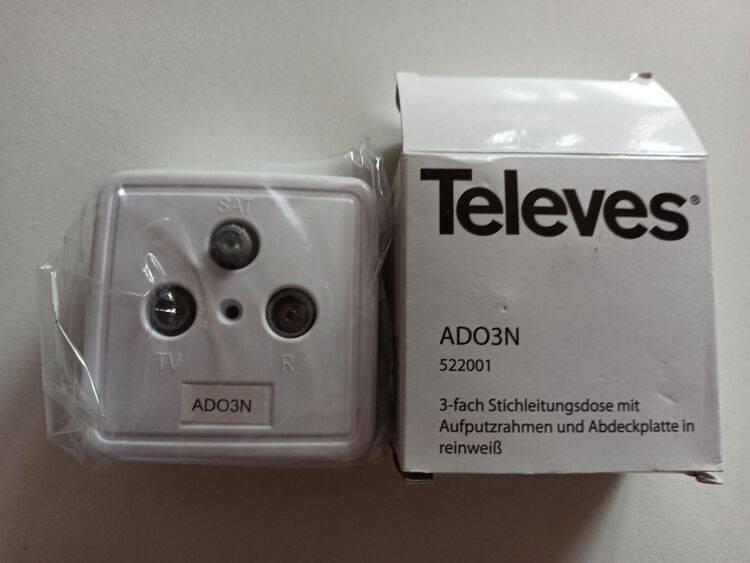 SAT
TV R
ADO3N
Televes®
ADO3N
522001
3-fach Stichleitungsdose mit
Aufputzrahmen und Abdeckplatte in
reinweiß